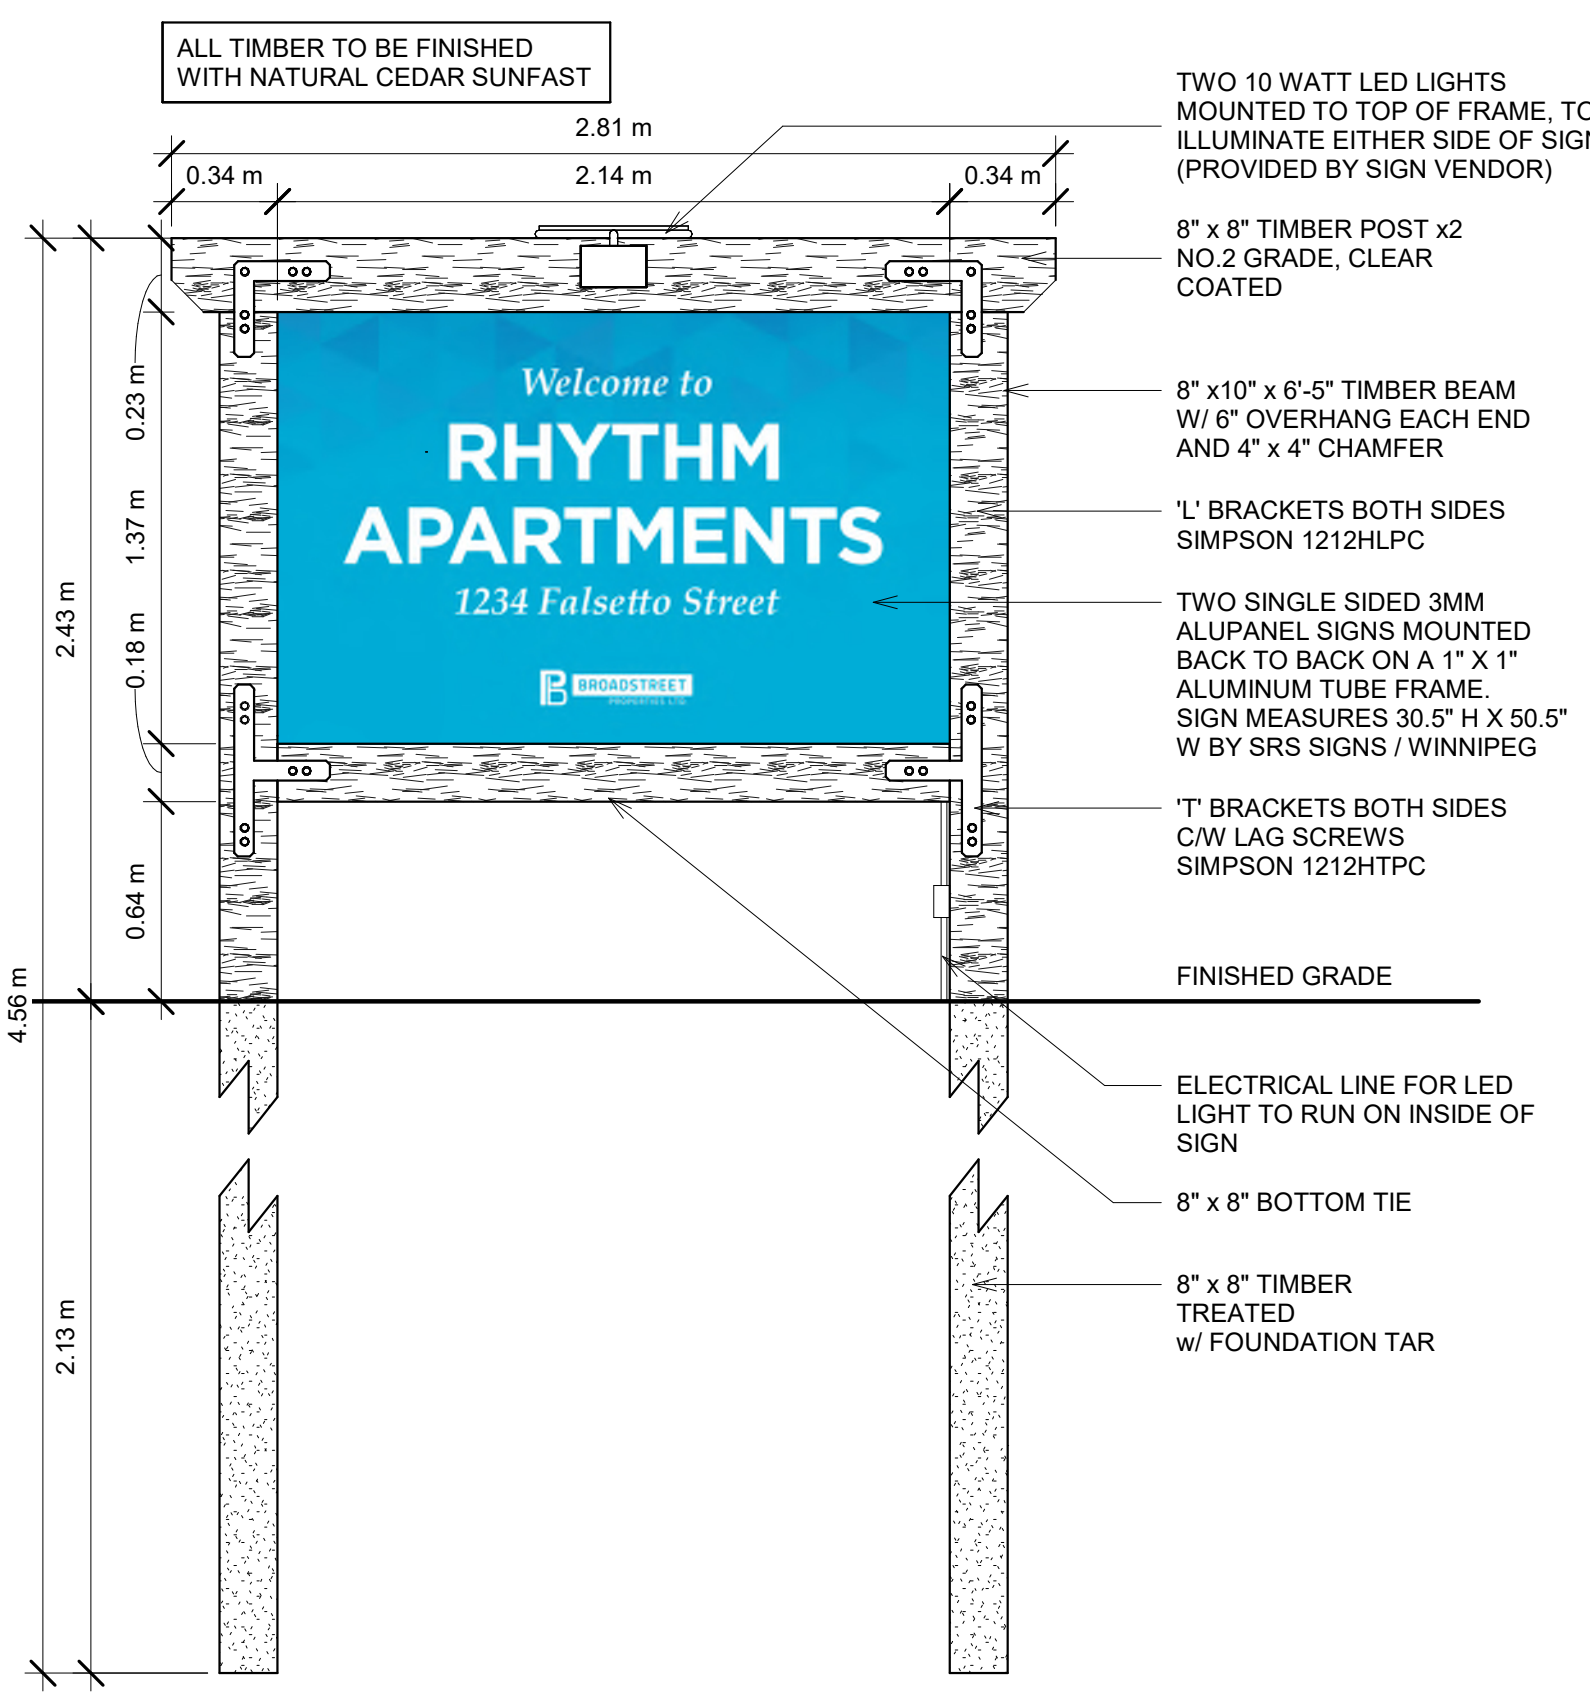 ALL TIMBER TO BE FINISHED
WITH NATURAL CEDAR SUNFAST
2.81 m
0.34 m
2.14 m
0.34 m
TWO 10 WATT LED LIGHTS
MOUNTED TO TOP OF FRAME, TO
ILLUMINATE EITHER SIDE OF SIGN
(PROVIDED BY SIGN VENDOR)
8" x 8" TIMBER POST x2
NO.2 GRADE, CLEAR
COATED
8" x10" x 6'-5" TIMBER BEAM
W/ 6" OVERHANG EACH END
AND 4" x 4" CHAMFER
'L' BRACKETS BOTH SIDES
SIMPSON 1212HLPC
TWO SINGLE SIDED 3MM
ALUPANEL SIGNS MOUNTED
BACK TO BACK ON A 1" X 1"
ALUMINUM TUBE FRAME.
SIGN MEASURES 30.5" H X 50.5"
W BY SRS SIGNS / WINNIPEG
'T' BRACKETS BOTH SIDES
C/W LAG SCREWS
SIMPSON 1212HTPC
FINISHED GRADE
ELECTRICAL LINE FOR LED
LIGHT TO RUN ON INSIDE OF
SIGN
8" x 8" BOTTOM TIE
8" x 8" TIMBER
TREATED
w/ FOUNDATION TAR
Welcome to
RHYTHM
APARTMENTS
1234 Falsetto Street
BROADSTREET
PROPERTIES LTD.
0.23 m
1.37 m
0.18 m
0.64 m
2.43 m
2.13 m
4.56 m